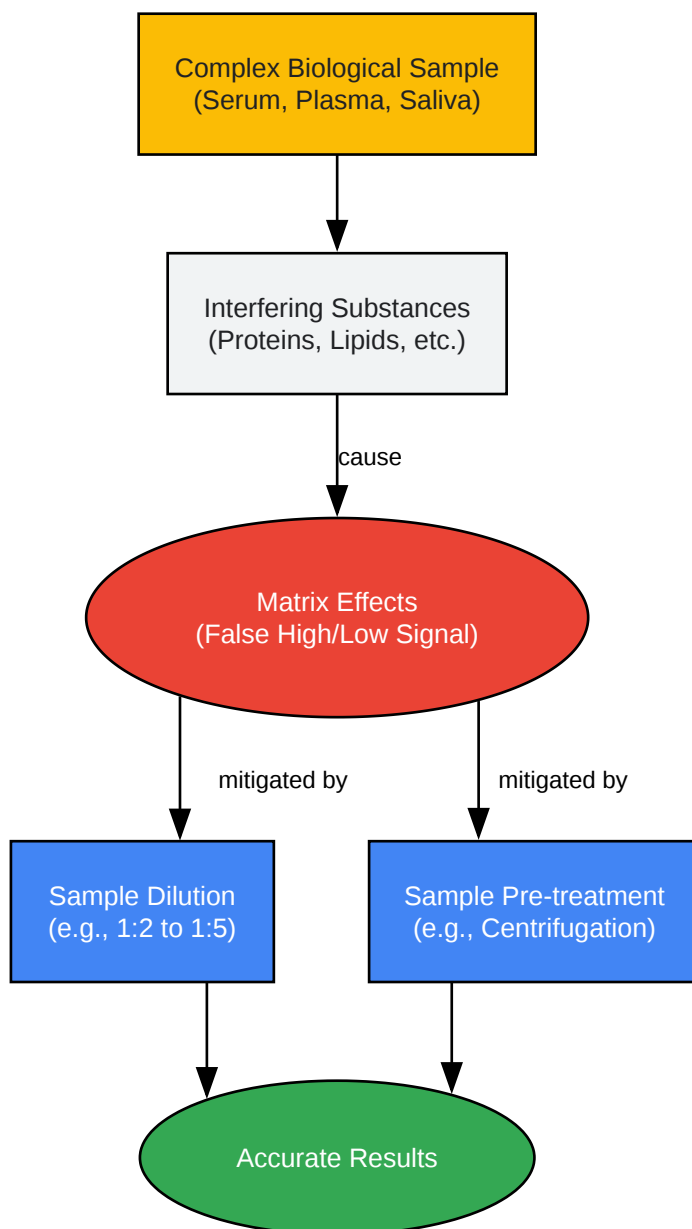 Complex Biological Sample
(Serum, Plasma, Saliva)
Interfering Substances
(Proteins, Lipids, etc.)
cause
Matrix Effects
(False High/Low Signal)
mitigated by
mitigated by
Sample Dilution
(e.g., 1:2 to 1:5)
Sample Pre-treatment
(e.g., Centrifugation)
Accurate Results